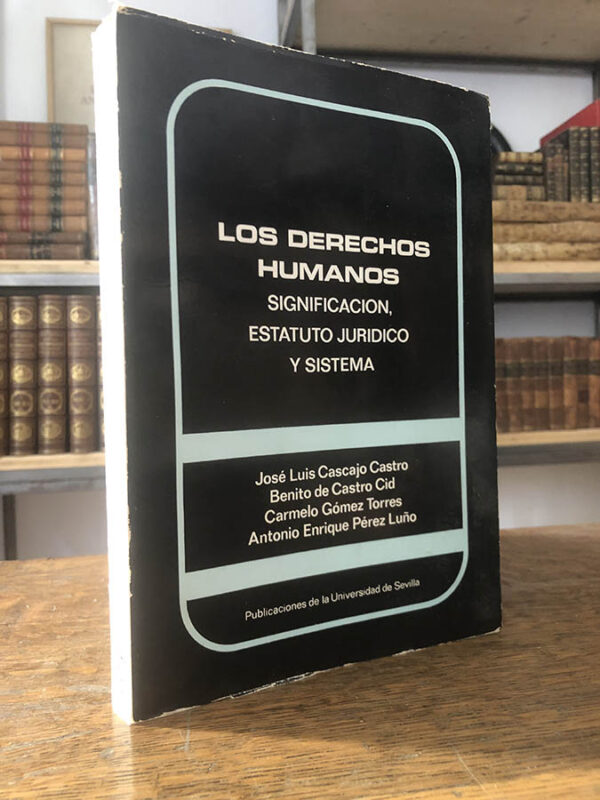 LOS DERECHOS
HUMANOS
SIGNIFICACION,
ESTATUTO JURIDICO
Y SISTEMA
José Luis Cascajo Castro
Benito de Castro Cid
Carmelo Gómez Torres
Antonio Enrique Pérez Luño
Publicaciones de la Universidad de Sevilla